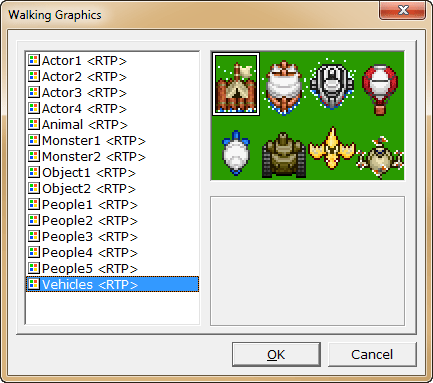 Walking Graphics
Actor1 <RTP>
Actor2 <RTP>
Actor3 <RTP>
Actor4 <RTP>
Animal <RTP>
Monster1 <RTP>
Monster2 <RTP>
Object1 <RTP>
Object2 <RTP>
People1 <RTP>
People2 <RTP>
People3 <RTP>
People4 <RTP>
People5 <RTP>
Vehicles <RTP>
OK
Cancel